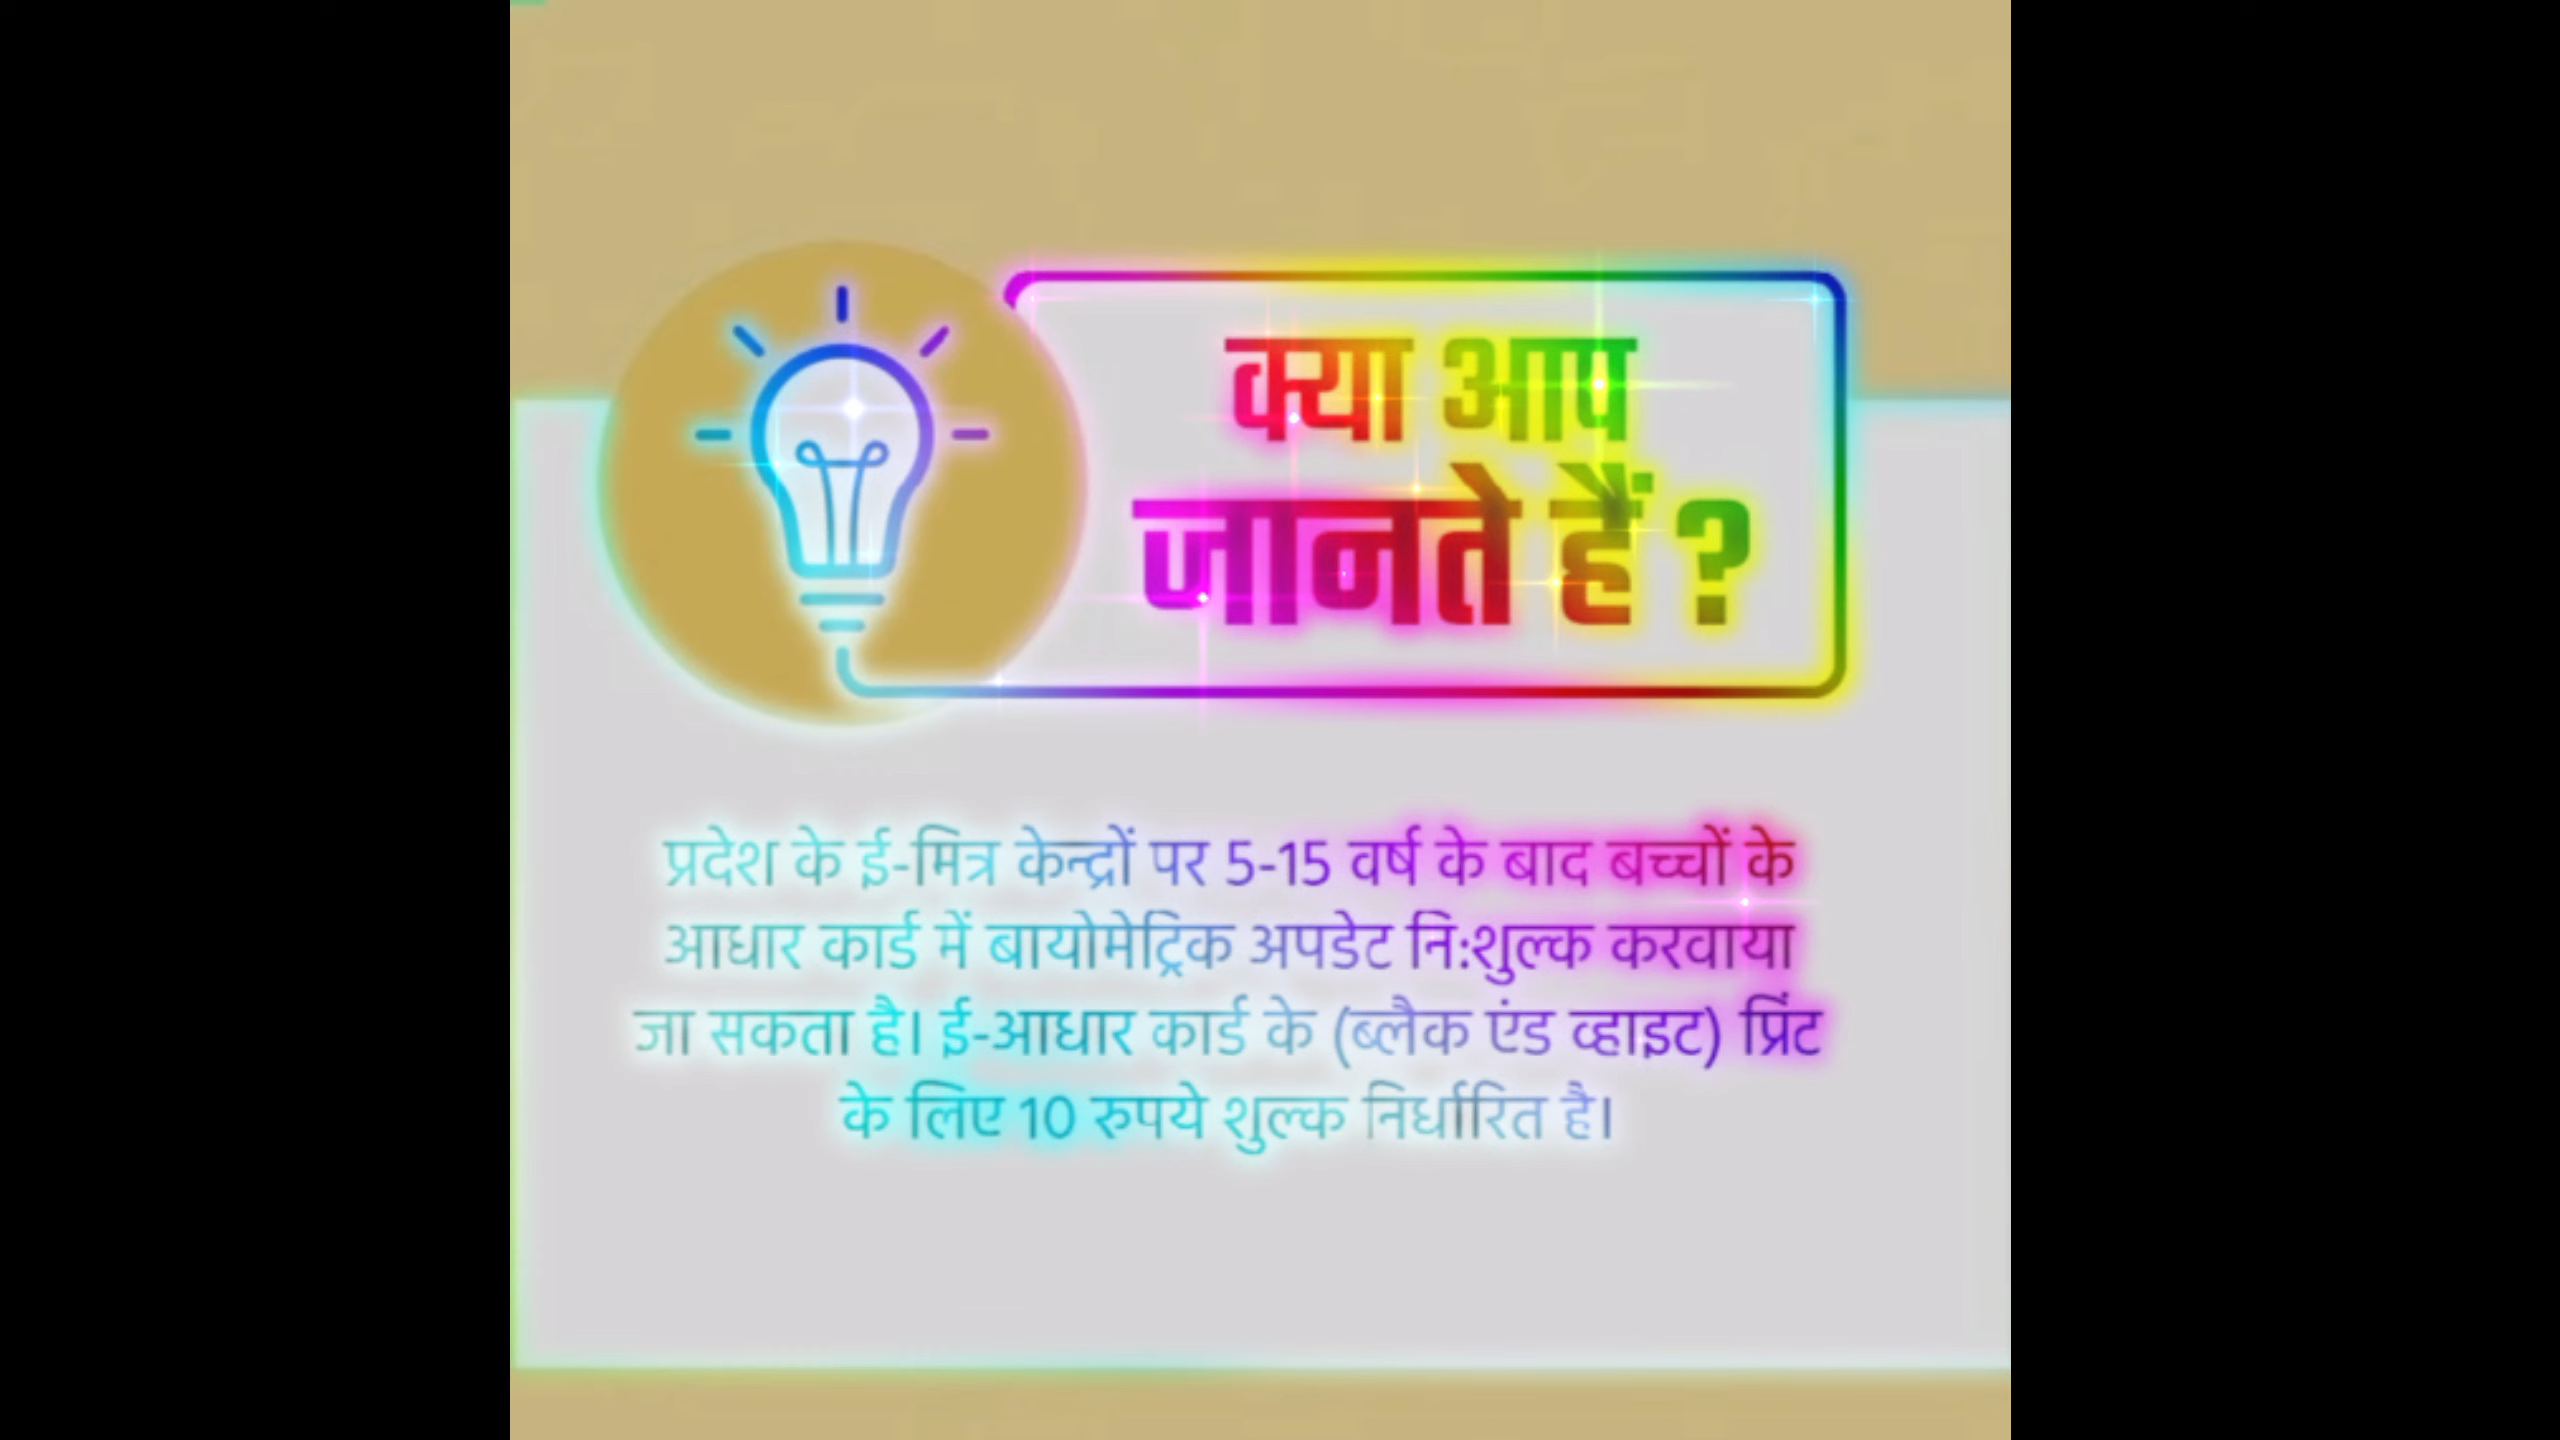 क्या आप
जानते हैं ?
प्रदेश के ई-मित्र केन्द्रों पर 5-15 वर्ष के बाद बच्चों के
आधार कार्ड में बायोमेट्रिक अपडेट नि:शुल्क करवाया
जा सकता है। ई-आधार कार्ड के (ब्लैक एंड व्हाइट) प्रिंट
के लिए 10 रुपये शुल्क निर्धारित है।